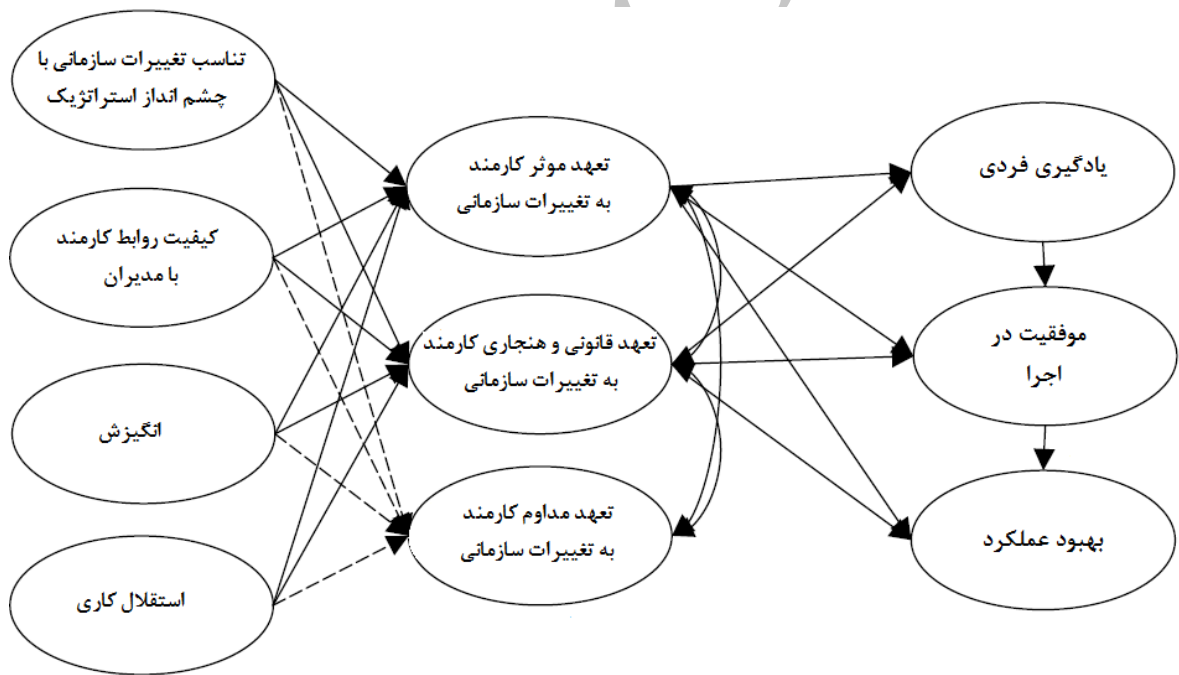 تناسب تغییرات سازمانی با
چشم انداز استراتژیک
کیفیت روابط کارمند
با مدیران
انگیزش
استقلال کاری
تعهد موثر کارمند
به تغییرات سازمانی
تعهد قانونی و هنجاری کارمند
به تغییرات سازمانی
تعهد مداوم کارمند
به تغییرات سازمانی
یادگیری فردی
موفقیت در
اجرا
بهبود عملکرد